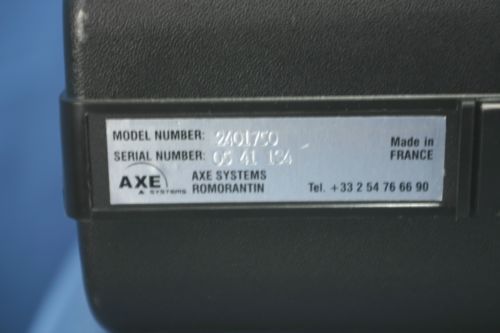 MODEL NUMBER: 2401750
SERIAL NUMBER: 05 41 134
Made in
FRANCE
AXE
SYSTEMS
AXE SYSTEMS
ROMORANTIN
Tel. +33 2 54 76 66 90